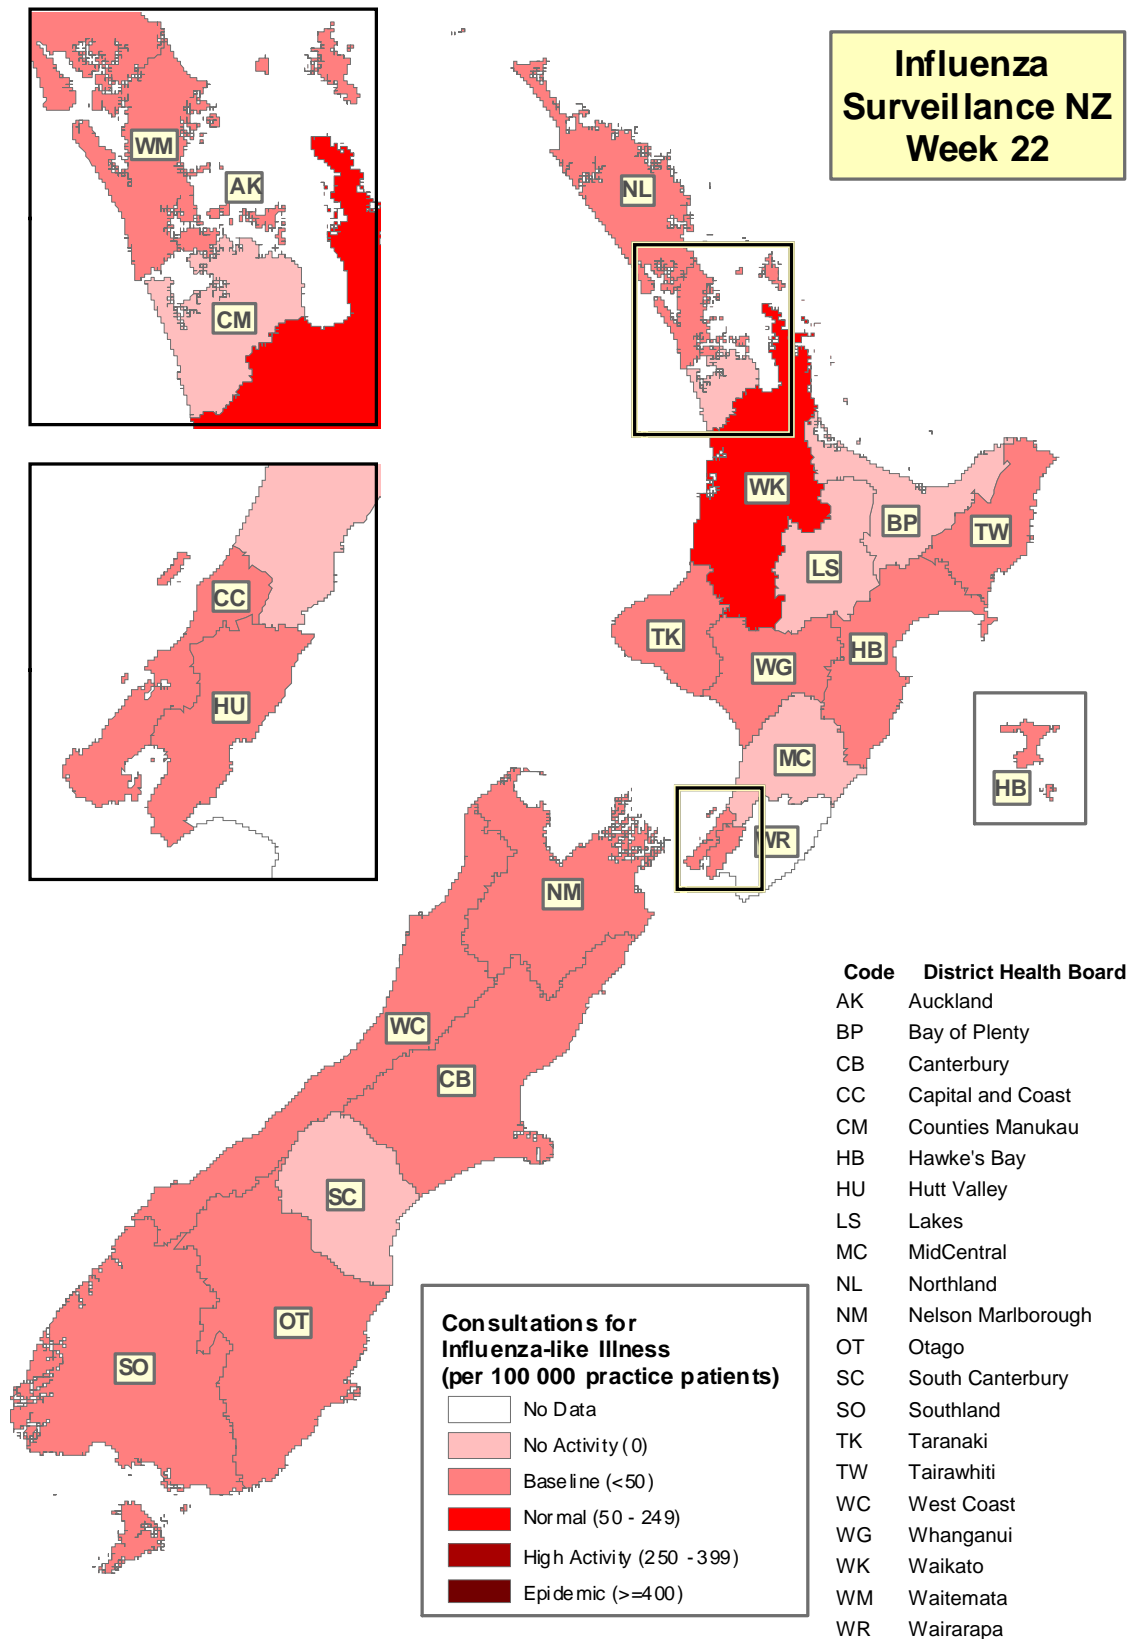 Influenza
Surveillance NZ
Week 22
WM
AK
CM
NL
WK
BP
TW
LS
TK
WG
HB
MC
HB
WR
CC
HU
NM
WC
CB
SC
OT
SO
Consultations for
Influenza-like Illness
(per 100 000 practice patients)
No Data
No Activity (0)
Baseline (<50)
Normal (50 - 249)
High Activity (250 - 399)
Epidemic (>=400)
Code District Health Board
AK Auckland
BP Bay of Plenty
CB Canterbury
CC Capital and Coast
CM Counties Manukau
HB Hawke's Bay
HU Hutt Valley
LS Lakes
MC MidCentral
NL Northland
NM Nelson Marlborough
OT Otago
SC South Canterbury
SO Southland
TK Taranaki
TW Tairawhiti
WC West Coast
WG Whanganui
WK Waikato
WM Waitemata
WR Wairarapa